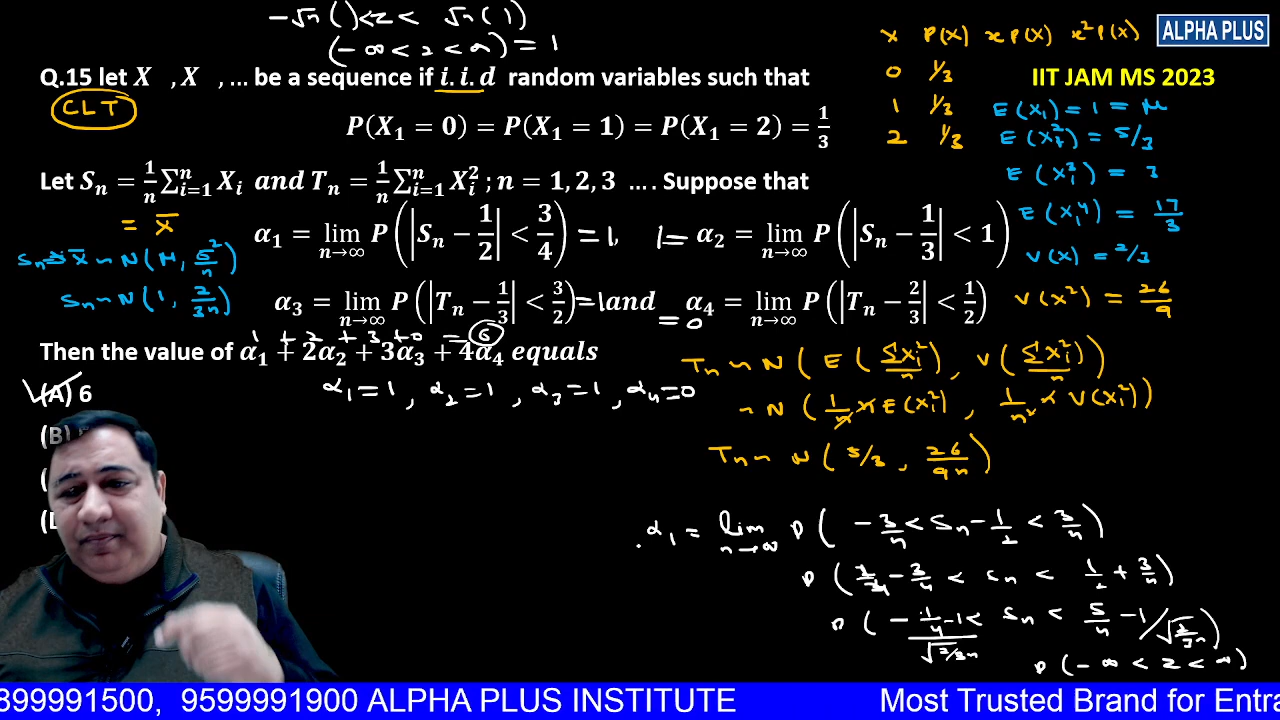 -√n ( ) < z < √n (1)
(-∞ < z < ∞) = 1
ALPHA PLUS
x P(X) x P(X) x² P(X)
0 1/3
1 1/3
2 1/3
Q.15 let X , X , ... be a sequence if i.i.d random variables such that
IIT JAM MS 2023
CLT
P(X₁ = 0) = P(X₁ = 1) = P(X₁ = 2) = 1/3
E(X₁) = 1 = μ
E(X₁²) = 5/3
E(X₁³) = 3
E(X₁⁴) = 17/3
V(X) = 2/3
V(X²) = 26/9
Let Sₙ = 1/n ∑ᵢ₌₁ⁿ Xᵢ and Tₙ = 1/n ∑ᵢ₌₁ⁿ Xᵢ² ; n = 1, 2, 3 .... Suppose that
= X̄
X̄ ~ N(μ, σ²/n)
Sₙ ~ N(1, 2/3n)
α₁ = lim n→∞ P(|Sₙ − 1/2| < 3/4) = 1, 1 = α₂ = lim n→∞ P(|Sₙ − 1/3| < 1)
α₃ = lim n→∞ P(|Tₙ − 1/3| < 3/2) = 1 and α₄ = lim n→∞ P(|Tₙ − 2/3| < 1/2)
= 0
1 + 2 + 3 + 0 = 6
Then the value of α₁ + 2α₂ + 3α₃ + 4α₄ equals
α₁ = 1, α₂ = 1, α₃ = 1, α₄ = 0
(A) 6
(B)
(
(D
Tₙ ~ N(E(∑Xᵢ²/n), V(∑Xᵢ²/n))
~ N(1/n × n E(Xᵢ²), 1/n² × V(Xᵢ²))
Tₙ ~ N(5/3, 26/9n)
α₁ = lim n→∞ P(-3/4 < Sₙ - 1/2 < 3/4)
P(1/2 - 3/4 < Sₙ < 1/2 + 3/4)
P(-1/4 - 1 / √2/3n < Sₙ < 5/4 - 1 / √2/3n)
P(-∞ < z < ∞)
899991500, 9599991900 ALPHA PLUS INSTITUTE Most Trusted Brand for Entra